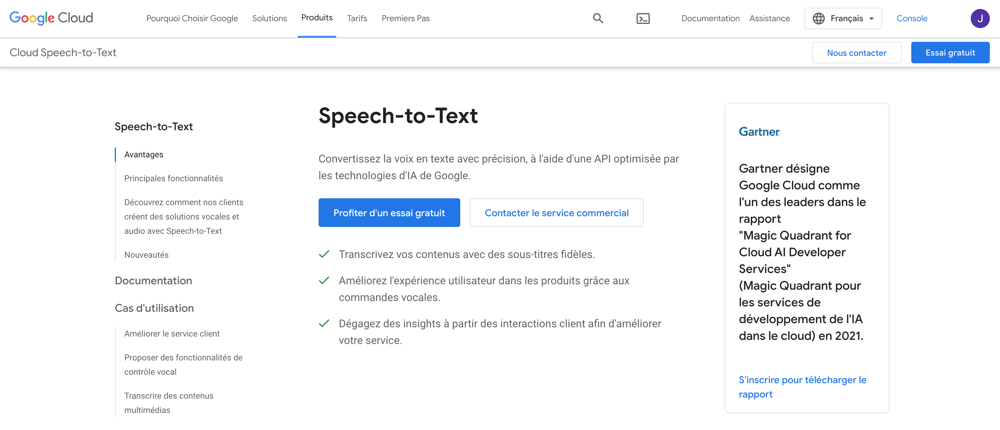 Google Cloud
Pourquoi Choisir Google
Solutions
Produits
Tarifs
Premiers Pas
Documentation
Assistance
Français
Console
J
Cloud Speech-to-Text
Nous contacter
Essai gratuit
Speech-to-Text
Avantages
Principales fonctionnalités
Découvrez comment nos clients
créent des solutions vocales et
audio avec Speech-to-Text
Nouveautés
Documentation
Cas d'utilisation
Améliorer le service client
Proposer des fonctionnalités de
contrôle vocal
Transcrire des contenus
multimédias
Speech-to-Text
Convertissez la voix en texte avec précision, à l'aide d'une API optimisée par
les technologies d'IA de Google.
Profiter d'un essai gratuit
Contacter le service commercial
Transcrivez vos contenus avec des sous-titres fidèles.
Améliorez l'expérience utilisateur dans les produits grâce aux
commandes vocales.
Dégagez des insights à partir des interactions client afin d'améliorer
votre service.
Gartner
Gartner désigne
Google Cloud comme
l'un des leaders dans le
rapport
"Magic Quadrant for
Cloud AI Developer
Services"
(Magic Quadrant pour
les services de
développement de l'IA
dans le cloud) en 2021.
S'inscrire pour télécharger le
rapport